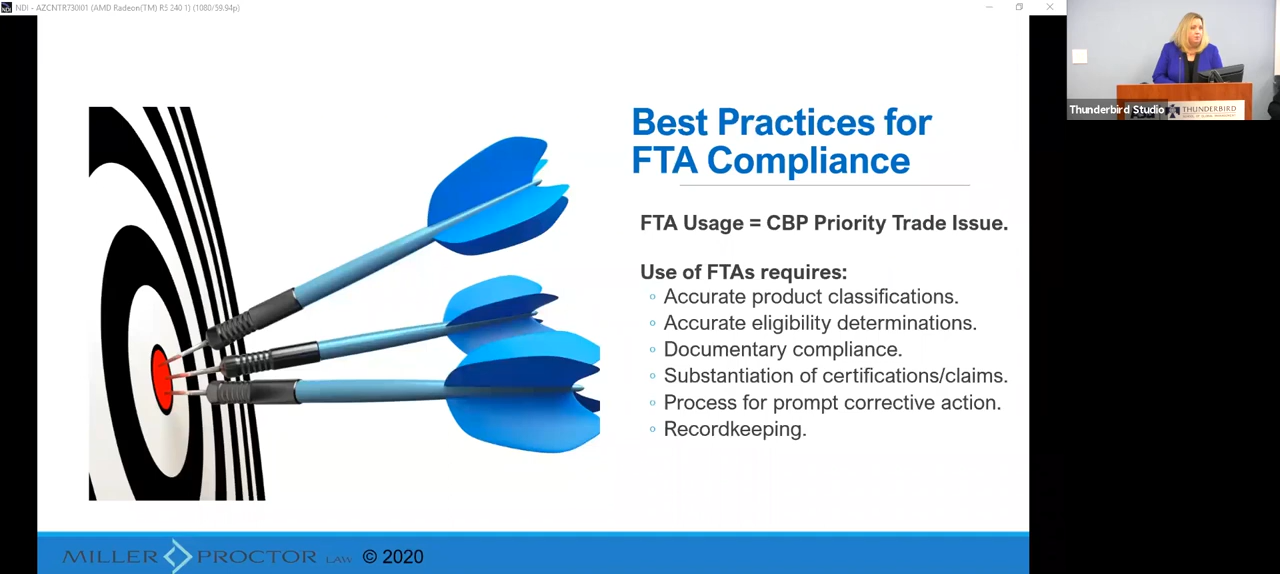 NDI - AZCNTR730I01 (AMD Radeon(TM) R5 240 1) (1080/59.94p)
Best Practices for
FTA Compliance
FTA Usage = CBP Priority Trade Issue.
Use of FTAs requires:
Accurate product classifications.
Accurate eligibility determinations.
Documentary compliance.
Substantiation of certifications/claims.
Process for prompt corrective action.
Recordkeeping.
MILLER PROCTOR LAW © 2020
Thunderbird Studio
THUNDERBIRD